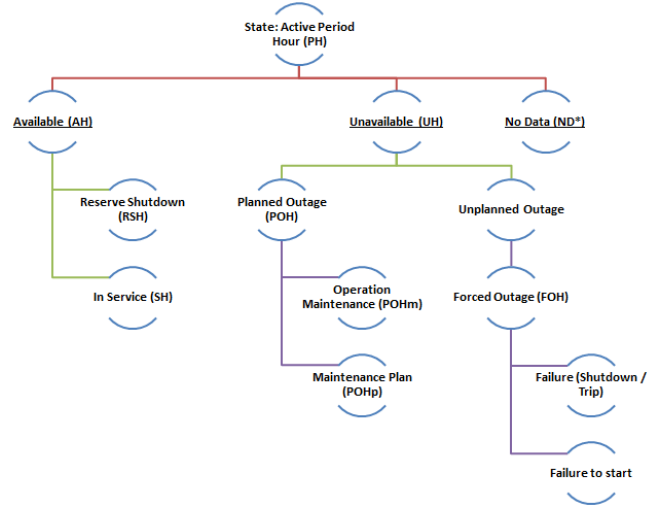 State: Active Period
Hour (PH)
Available (AH)
Unavailable (UH)
No Data (ND*)
Reserve Shutdown
(RSH)
Planned Outage
(POH)
Unplanned Outage
In Service (SH)
Operation
Maintenance (POHm)
Forced Outage (FOH)
Maintenance Plan
(POHp)
Failure (Shutdown /
Trip)
Failure to start